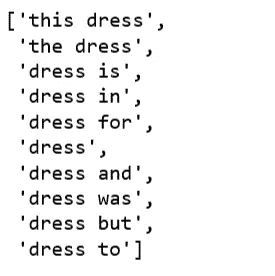 ['this dress',
'the dress',
'dress is',
'dress in',
'dress for',
'dress',
'dress and',
'dress was',
'dress but',
'dress to']